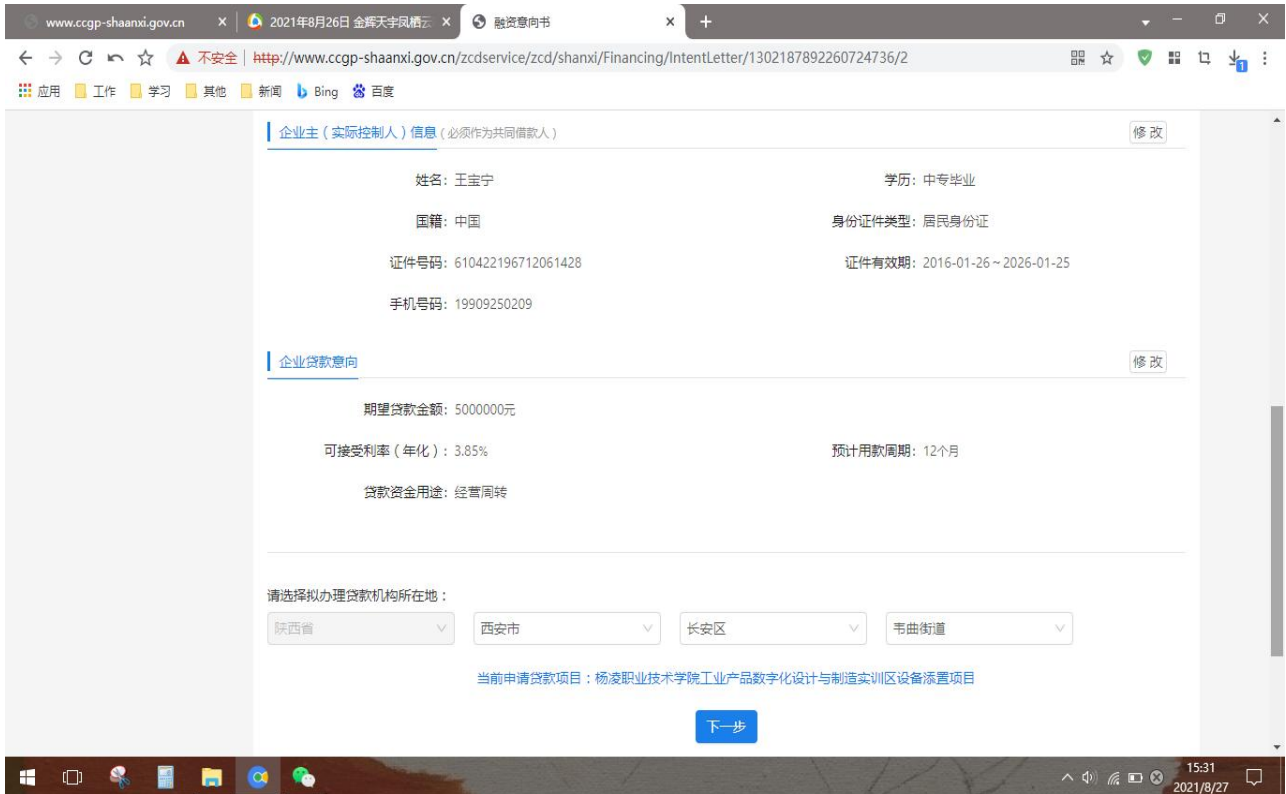 www.ccgp-shaanxi.gov.cn
2021年8月26日 金辉天宇凤栖云
融资意向书
不安全 http://www.ccgp-shaanxi.gov.cn/zcdservice/zcd/shanxi/Financing/IntentLetter/1302187892260724736/2
应用 工作 学习 其他 新闻 Bing 百度
企业主（实际控制人）信息（必须作为共同借款人） 修改
姓名：王宝宁 学历：中专毕业
国籍：中国 身份证件类型：居民身份证
证件号码：610422196712061428 证件有效期：2016-01-26～2026-01-25
手机号码：19909250209
企业贷款意向 修改
期望贷款金额：5000000元
可接受利率（年化）：3.85% 预计用款周期：12个月
贷款资金用途：经营周转
请选择拟办理贷款机构所在地：
陕西省 西安市 长安区 韦曲街道
当前申请贷款项目：杨凌职业技术学院工业产品数字化设计与制造实训区设备添置项目
下一步
15:31
2021/8/27